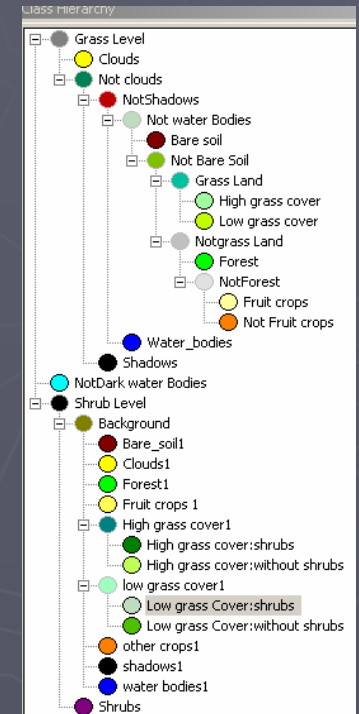 Class Hierarchy
Grass Level
Clouds
Not clouds
NotShadows
Not water Bodies
Bare soil
Not Bare Soil
Grass Land
High grass cover
Low grass cover
Notgrass Land
Forest
NotForest
Fruit crops
Not Fruit crops
Water_bodies
Shadows
NotDark water Bodies
Shrub Level
Background
Bare_soil1
Clouds1
Forest1
Fruit crops 1
High grass cover1
High grass cover:shrubs
High grass cover:without shrubs
low grass cover1
Low grass Cover:shrubs
Low grass Cover:without shrubs
other crops1
shadows1
water bodies1
Shrubs